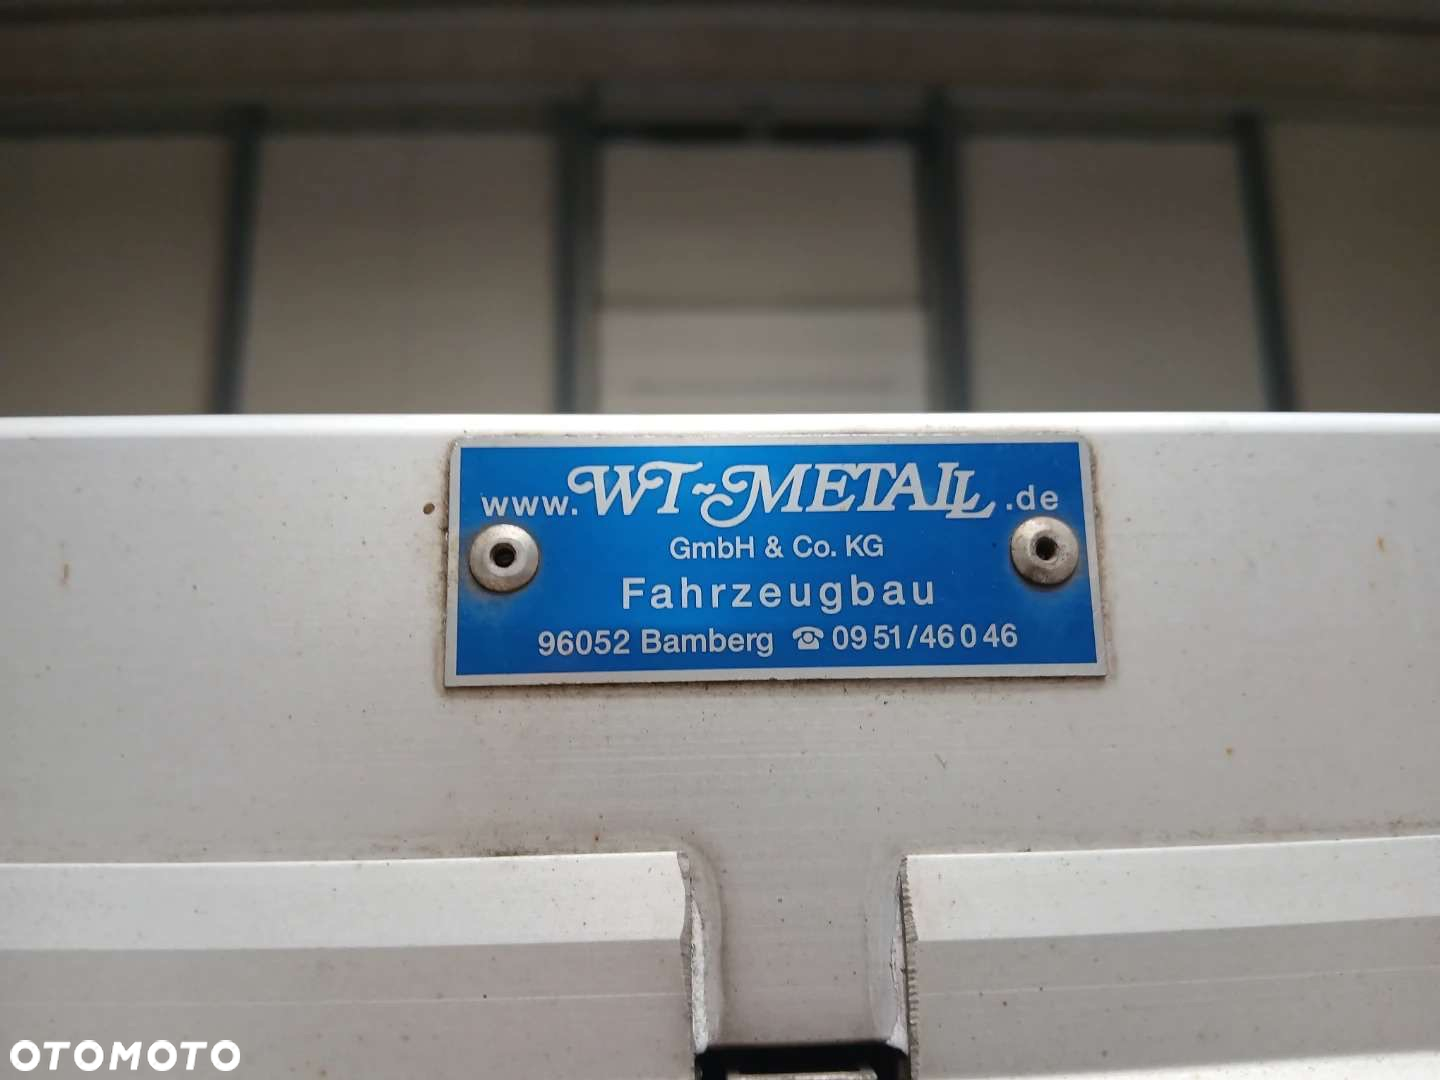 www.WT-METALL.de
GmbH & Co. KG
Fahrzeugbau
96052 Bamberg ☎ 09 51/46 0 46
OTOMOTO